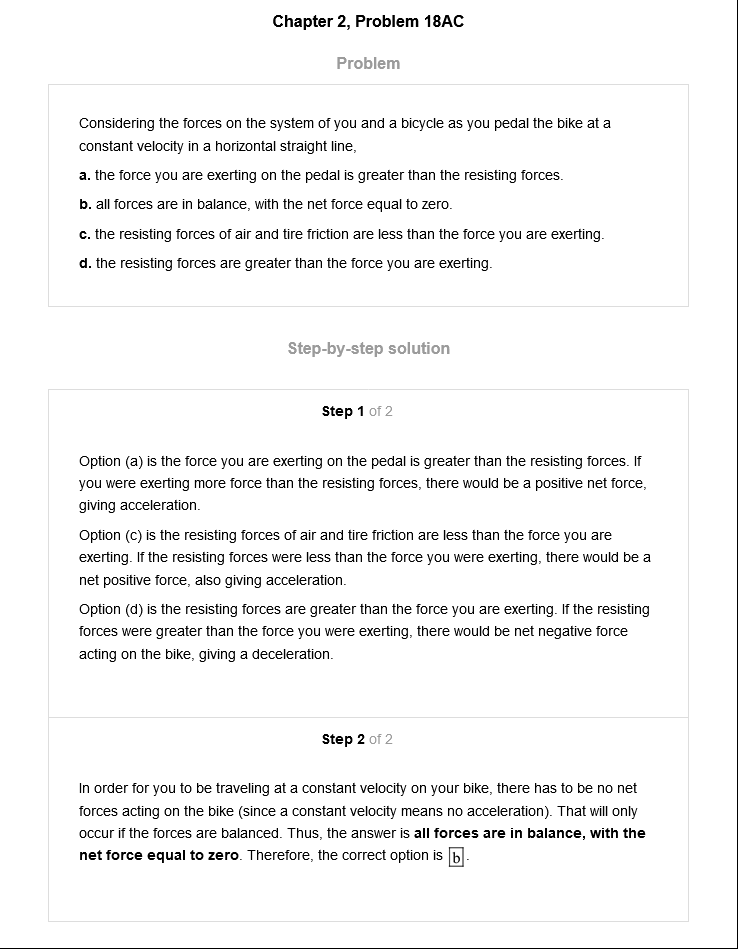 Chapter 2, Problem 18AC
Problem
Considering the forces on the system of you and a bicycle as you pedal the bike at a
constant velocity in a horizontal straight line,
a. the force you are exerting on the pedal is greater than the resisting forces.
b. all forces are in balance, with the net force equal to zero.
c. the resisting forces of air and tire friction are less than the force you are exerting.
d. the resisting forces are greater than the force you are exerting.
Step-by-step solution
Step 1 of 2
Option (a) is the force you are exerting on the pedal is greater than the resisting forces. If
you were exerting more force than the resisting forces, there would be a positive net force,
giving acceleration.
Option (c) is the resisting forces of air and tire friction are less than the force you are
exerting. If the resisting forces were less than the force you were exerting, there would be a
net positive force, also giving acceleration.
Option (d) is the resisting forces are greater than the force you are exerting. If the resisting
forces were greater than the force you were exerting, there would be net negative force
acting on the bike, giving a deceleration.
Step 2 of 2
In order for you to be traveling at a constant velocity on your bike, there has to be no net
forces acting on the bike (since a constant velocity means no acceleration). That will only
occur if the forces are balanced. Thus, the answer is all forces are in balance, with the
net force equal to zero. Therefore, the correct option is b.